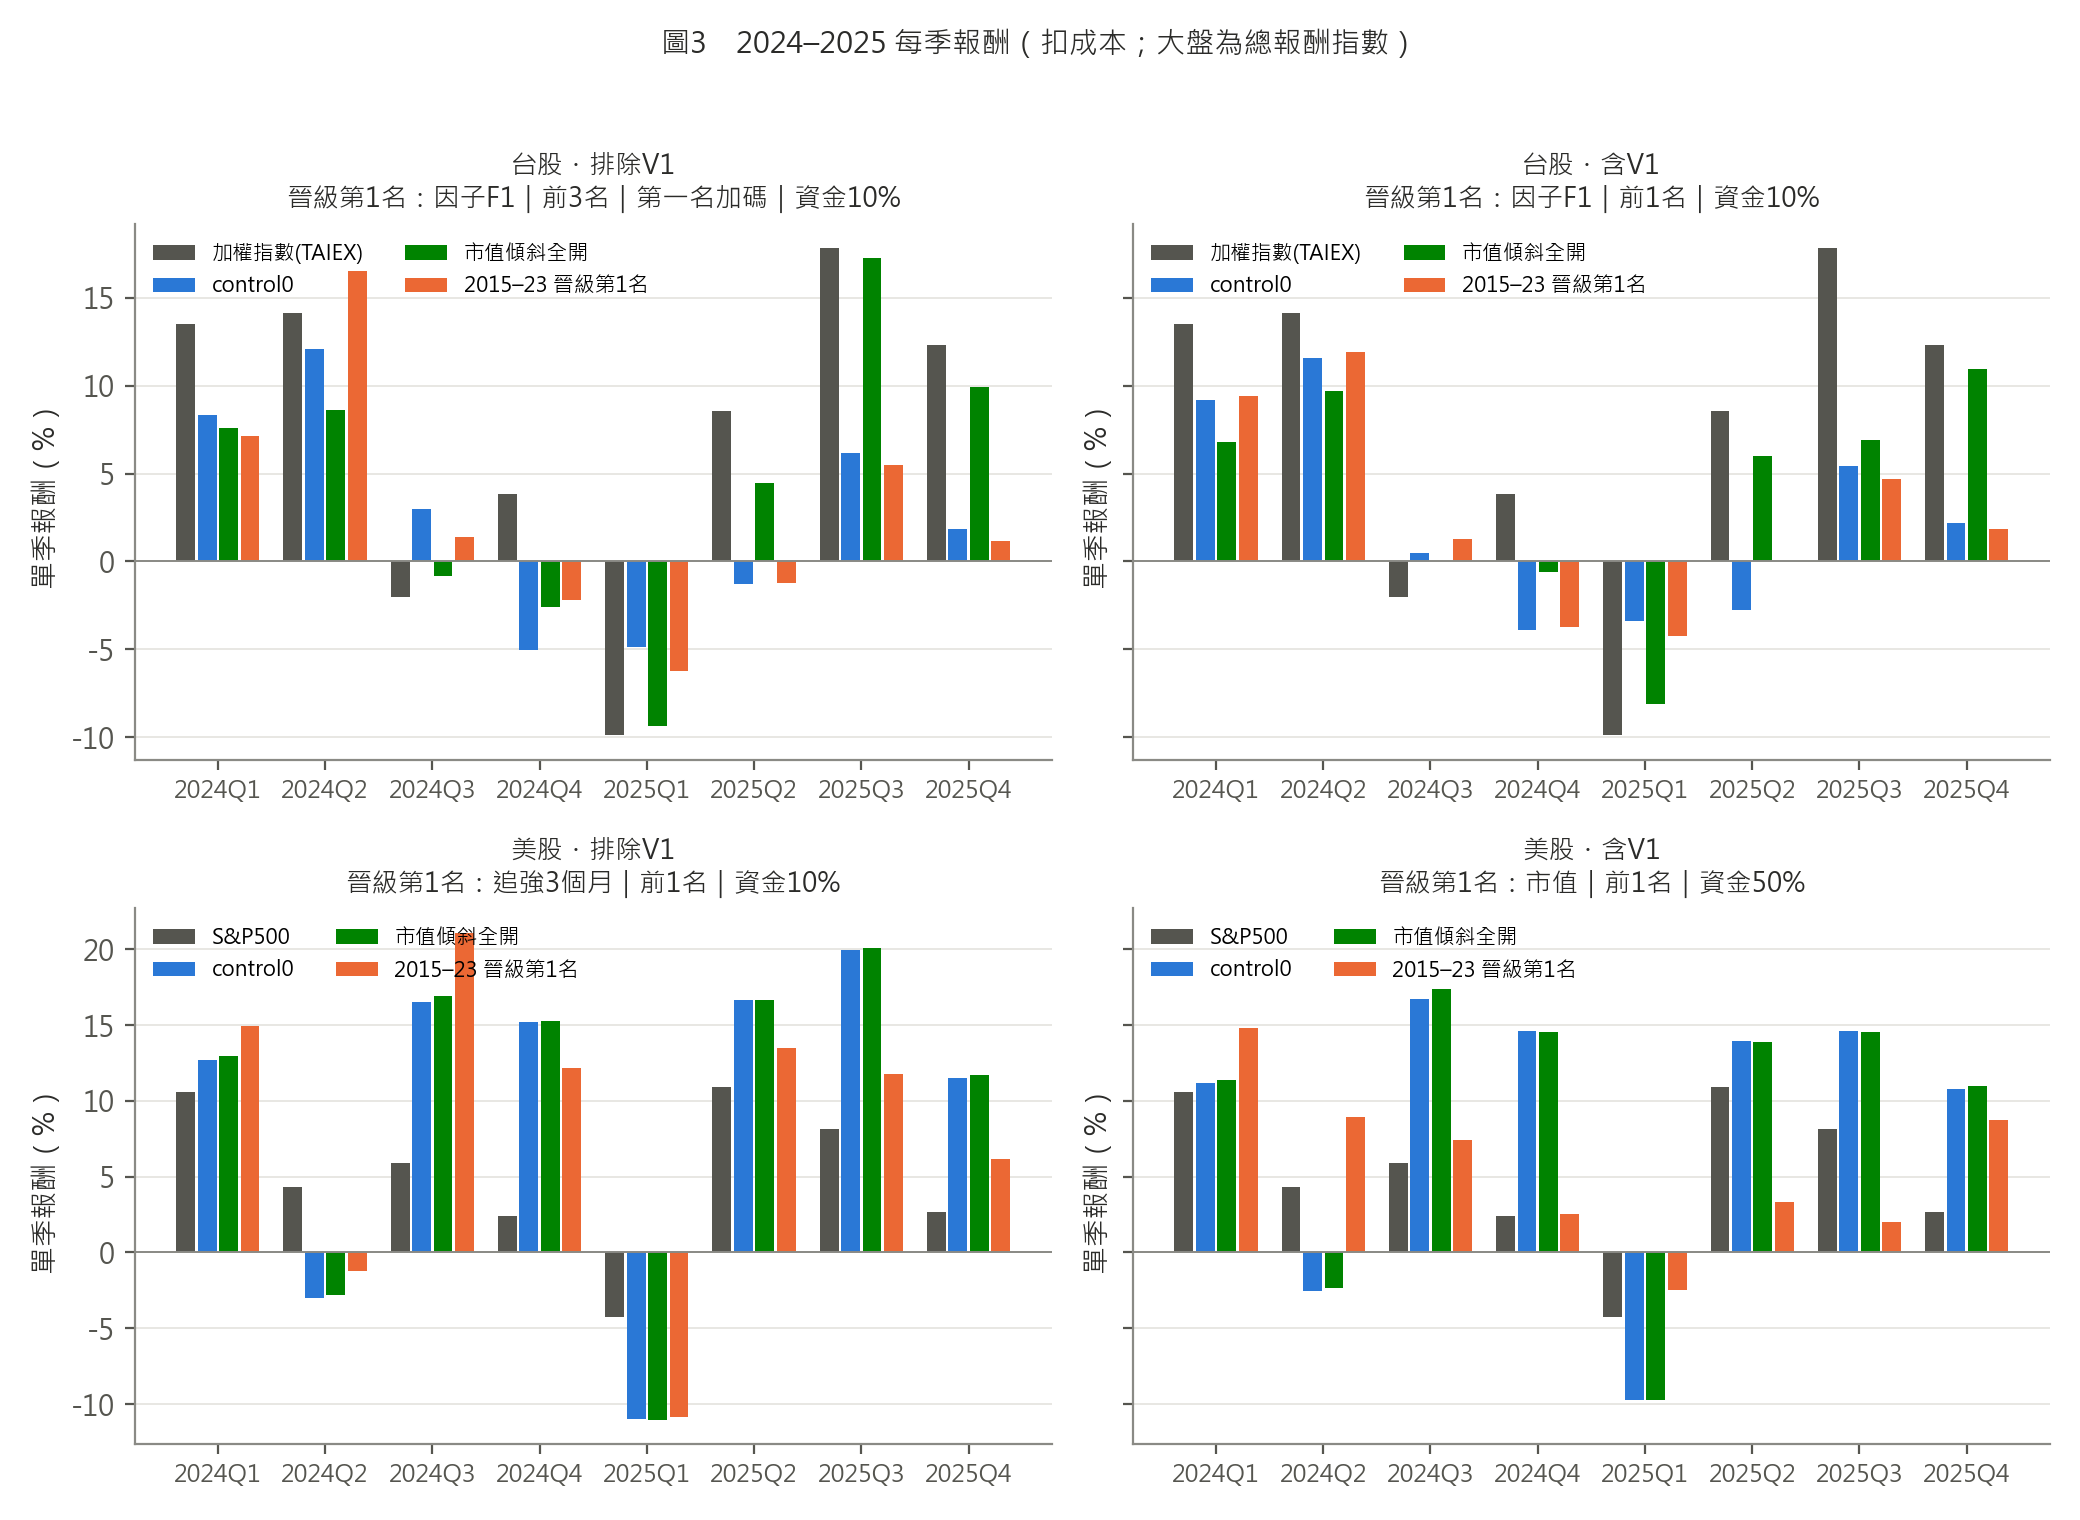 圖3　2024–2025 每季報酬（扣成本；大盤為總報酬指數）
台股．排除V1
晉級第1名：因子F1｜前3名｜第一名加碼｜資金10%
單季報酬（%）
加權指數(TAIEX)
control0
市值傾斜全開
2015–23 晉級第1名
15
10
5
0
-5
-10
2024Q1 2024Q2 2024Q3 2024Q4 2025Q1 2025Q2 2025Q3 2025Q4
台股．含V1
晉級第1名：因子F1｜前1名｜資金10%
單季報酬（%）
加權指數(TAIEX)
control0
市值傾斜全開
2015–23 晉級第1名
2024Q1 2024Q2 2024Q3 2024Q4 2025Q1 2025Q2 2025Q3 2025Q4
美股．排除V1
晉級第1名：追強3個月｜前1名｜資金10%
單季報酬（%）
S&P500
control0
市值傾斜全開
2015–23 晉級第1名
20
15
10
5
0
-5
-10
2024Q1 2024Q2 2024Q3 2024Q4 2025Q1 2025Q2 2025Q3 2025Q4
美股．含V1
晉級第1名：市值｜前1名｜資金50%
單季報酬（%）
S&P500
control0
市值傾斜全開
2015–23 晉級第1名
2024Q1 2024Q2 2024Q3 2024Q4 2025Q1 2025Q2 2025Q3 2025Q4